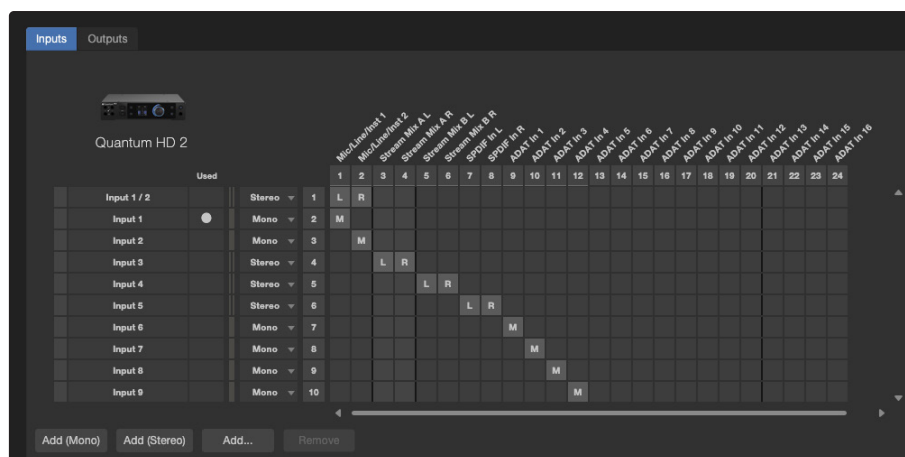 Inputs Outputs
Quantum HD 2
Mic/Line/Inst 1 Mic/Line/Inst 2 Stream Mix A L Stream Mix A R Stream Mix B L Stream Mix B R SPDIF In L SPDIF In R ADAT In 1 ADAT In 2 ADAT In 3 ADAT In 4 ADAT In 5 ADAT In 6 ADAT In 7 ADAT In 8 ADAT In 9 ADAT In 10 ADAT In 11 ADAT In 12 ADAT In 13 ADAT In 14 ADAT In 15 ADAT In 16
Used 1 2 3 4 5 6 7 8 9 10 11 12 13 14 15 16 17 18 19 20 21 22 23 24
Input 1 / 2 Stereo 1 L R
Input 1 Mono 2 M
Input 2 Mono 3 M
Input 3 Stereo 4 L R
Input 4 Stereo 5 L R
Input 5 Stereo 6 L R
Input 6 Mono 7 M
Input 7 Mono 8 M
Input 8 Mono 9 M
Input 9 Mono 10 M
Add (Mono) Add (Stereo) Add... Remove